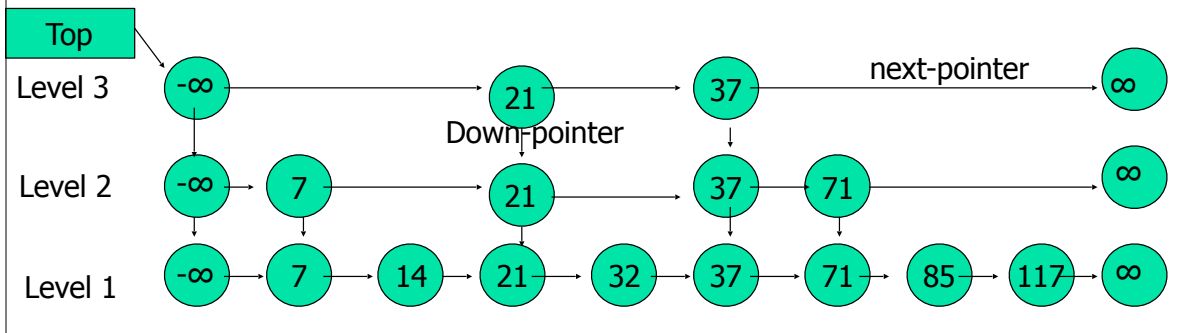 Top
Level 3 -∞ 21 37 next-pointer ∞
Down-pointer
Level 2 -∞ 7 21 37 71 ∞
Level 1 -∞ 7 14 21 32 37 71 85 117 ∞